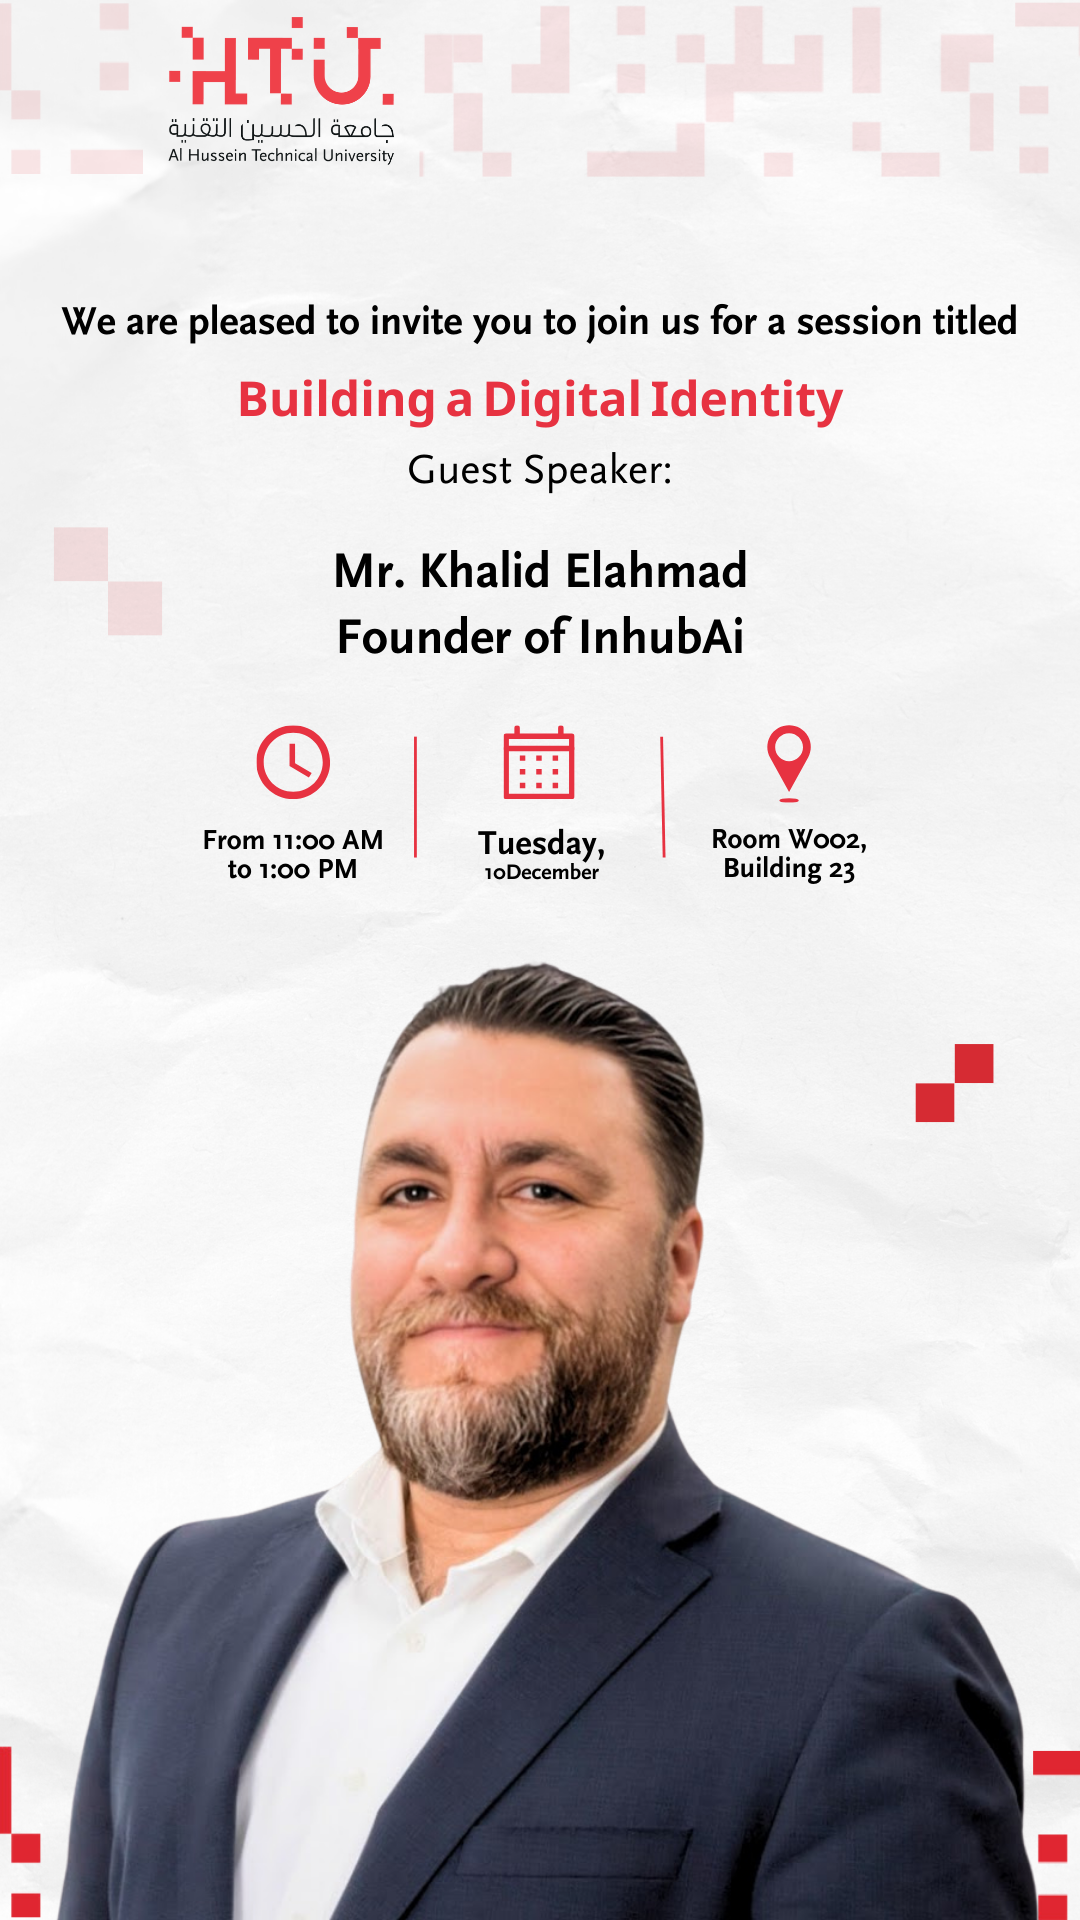 HTU
جامعة الحسين التقنية
Al Hussein Technical University
We are pleased to invite you to join us for a session titled
Building a Digital Identity
Guest Speaker:
Mr. Khalid Elahmad
Founder of InhubAi
From 11:00 AM
to 1:00 PM
Tuesday,
10December
Room W002,
Building 23